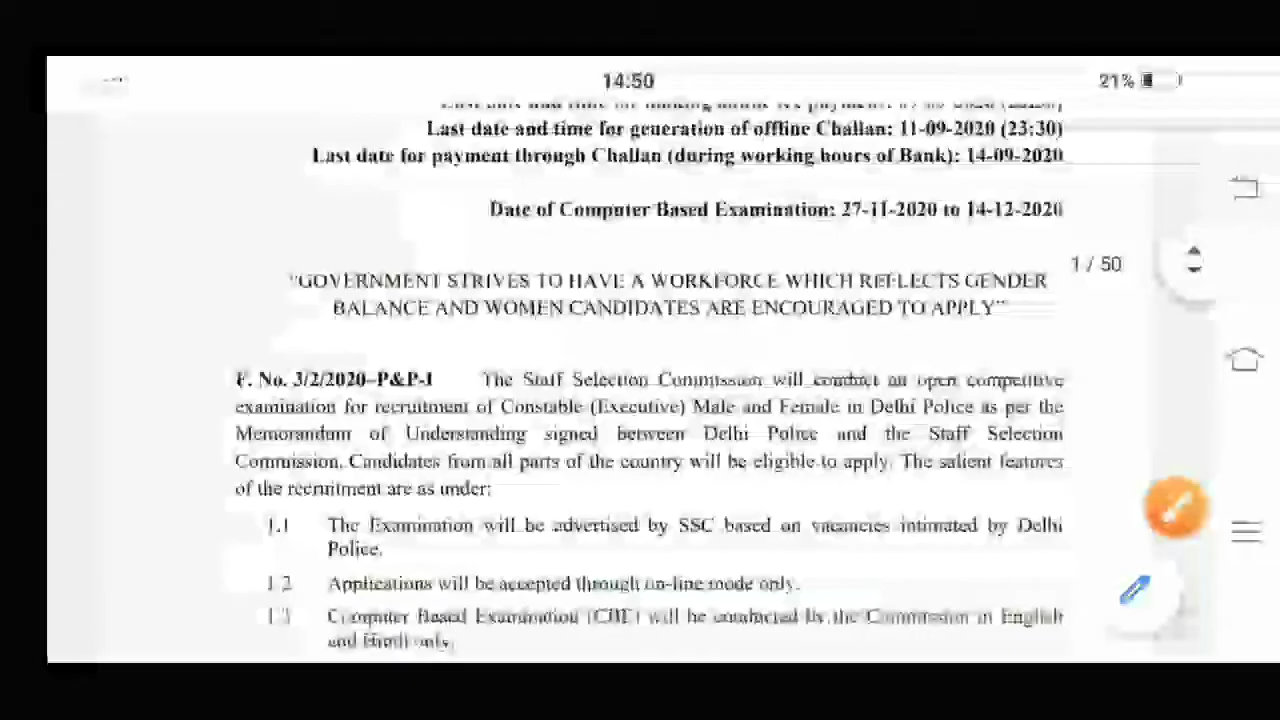 14:50
21%
Last date and time for generation of offline Challan: 11-09-2020 (23:30)
Last date for payment through Challan (during working hours of Bank): 14-09-2020
Date of Computer Based Examination: 27-11-2020 to 14-12-2020
1 / 50
"GOVERNMENT STRIVES TO HAVE A WORKFORCE WHICH REFLECTS GENDER
BALANCE AND WOMEN CANDIDATES ARE ENCOURAGED TO APPLY"
F. No. 3/2/2020–P&P-I The Staff Selection Commission will conduct an open competitive
examination for recruitment of Constable (Executive) Male and Female in Delhi Police as per the
Memorandum of Understanding signed between Delhi Police and the Staff Selection
Commission. Candidates from all parts of the country will be eligible to apply. The salient features
of the recruitment are as under:
1.1 The Examination will be advertised by SSC based on vacancies intimated by Delhi
Police.
1.2 Applications will be accepted through on-line mode only.
1.3 Computer Based Examination (CBE) will be conducted by the Commission in English
and Hindi only.